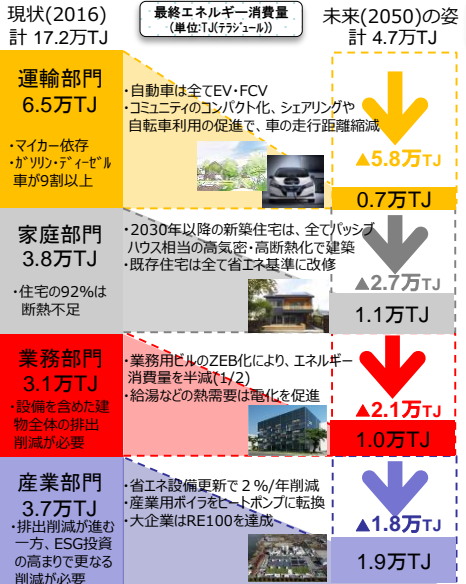 現状(2016)
計 17.2万TJ
最終エネルギー消費量
(単位:TJ(ﾃﾗｼﾞｭｰﾙ))
未来(2050)の姿
計 4.7万TJ
運輸部門
6.5万TJ
・マイカー依存
・ｶﾞｿﾘﾝ・ﾃﾞｨｰｾﾞﾙ
車が9割以上
・自動車は全てEV・FCV
・コミュニティのコンパクト化、シェアリングや
自転車利用の促進で、車の走行距離縮減
▲5.8万TJ
0.7万TJ
家庭部門
3.8万TJ
・住宅の92%は
断熱不足
・2030年以降の新築住宅は、全てパッシブ
ハウス相当の高気密・高断熱化で建築
・既存住宅は全て省エネ基準に改修
▲2.7万TJ
1.1万TJ
業務部門
3.1万TJ
・設備を含めた建
物全体の排出
削減が必要
・業務用ビルのZEB化により、エネルギー
消費量を半減(1/2)
・給湯などの熱需要は電化を促進
▲2.1万TJ
1.0万TJ
産業部門
3.7万TJ
・排出削減が進む
一方、ESG投資
の高まりで更なる
削減が必要
・省エネ設備更新で２%/年削減
・産業用ボイラをヒートポンプに転換
・大企業はRE100を達成
▲1.8万TJ
1.9万TJ